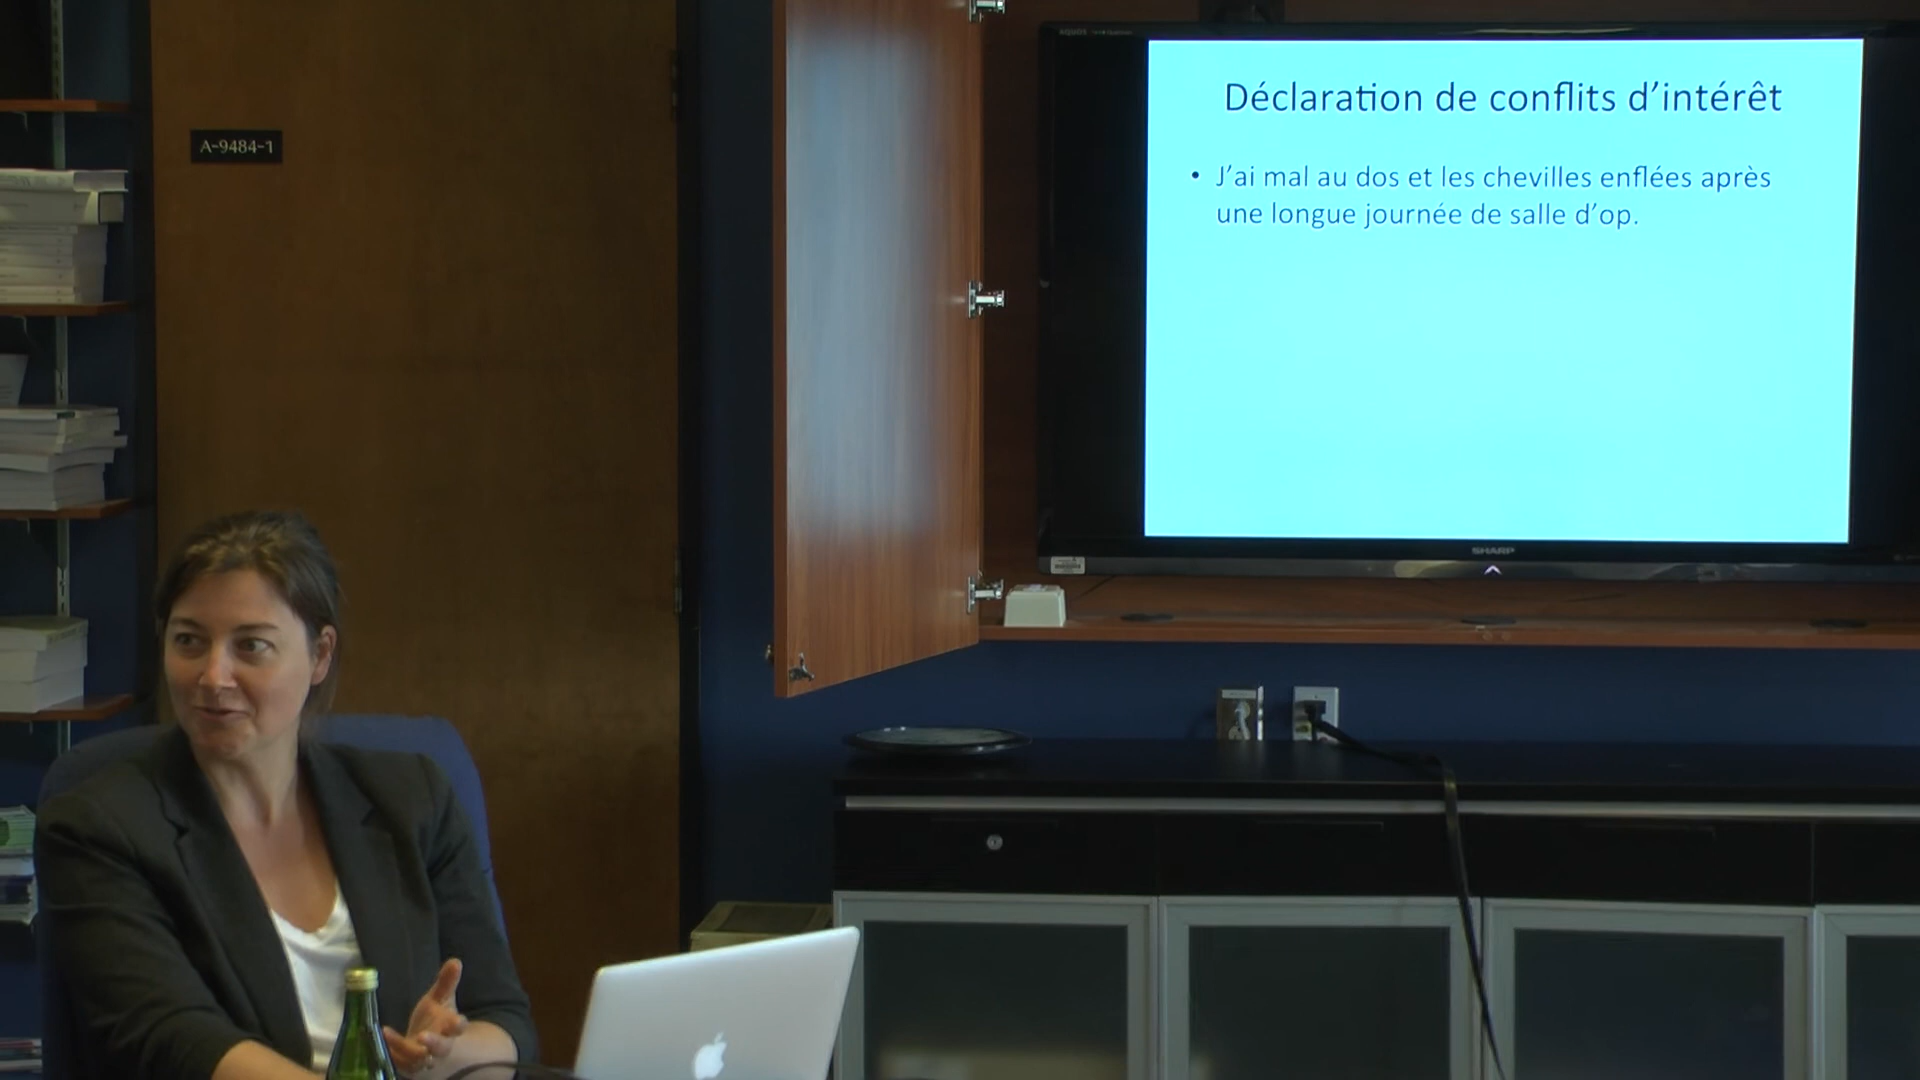 A-9484-1
Déclaration de conflits d'intérêt
• J'ai mal au dos et les chevilles enflées après
une longue journée de salle d'op.
SHARP